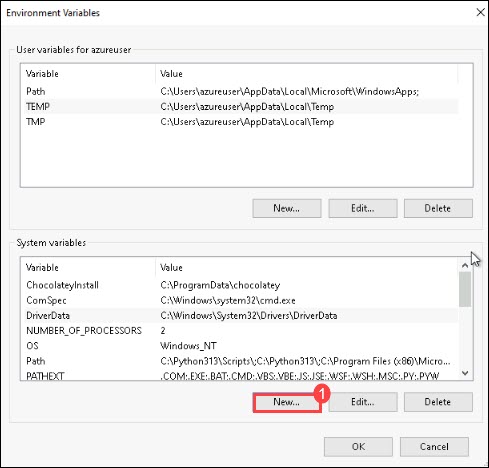 Environment Variables
User variables for azureuser
Variable Value
Path C:\Users\azureuser\AppData\Local\Microsoft\WindowsApps;
TEMP C:\Users\azureuser\AppData\Local\Temp
TMP C:\Users\azureuser\AppData\Local\Temp
New... Edit... Delete
System variables
Variable Value
ChocolateyInstall C:\ProgramData\chocolatey
ComSpec C:\Windows\system32\cmd.exe
DriverData C:\Windows\System32\Drivers\DriverData
NUMBER_OF_PROCESSORS 2
OS Windows_NT
Path C:\Python313\Scripts\;C:\Python313\;C:\Program Files (x86)\Micro...
PATHEXT .COM;.EXE;.BAT;.CMD;.VBS;.VBE;.JS;.JSE;.WSF;.WSH;.MSC;.PY;.PYW
1
New... Edit... Delete
OK Cancel